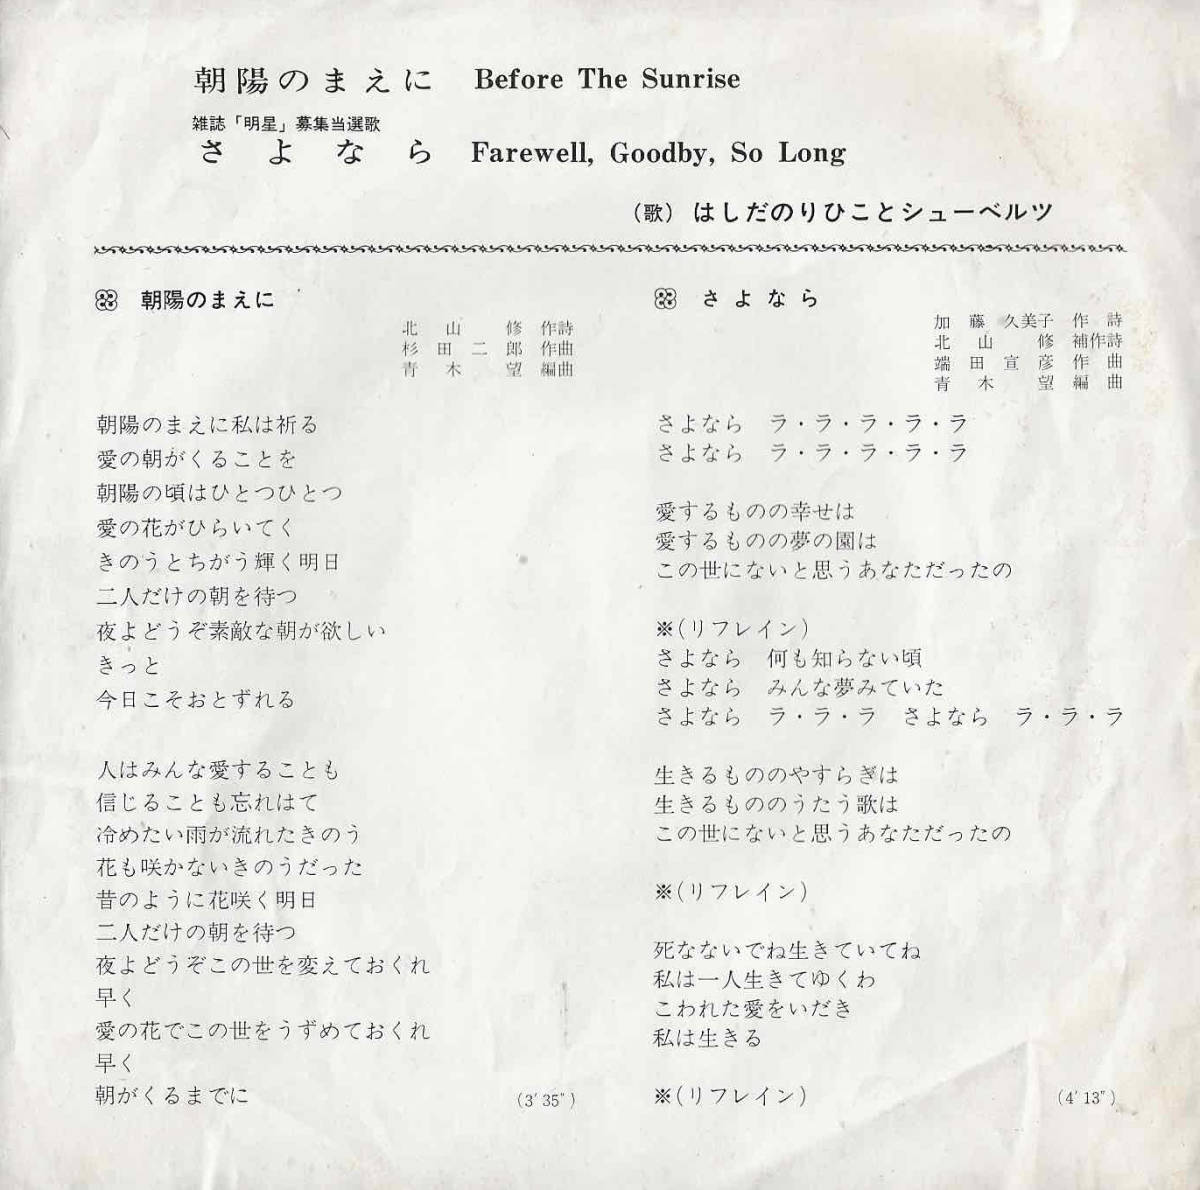 朝陽のまえに Before The Sunrise
雑誌「明星」募集当選歌
さよなら Farewell, Goodby, So Long
（歌）はしだのりひことシューベルツ
朝陽のまえに
北山修 作詩
杉田二郎 作曲
青木望 編曲
朝陽のまえに私は祈る
愛の朝がくることを
朝陽の頃はひとつひとつ
愛の花がひらいてく
きのうとちがう輝く明日
二人だけの朝を待つ
夜よどうぞ素敵な朝が欲しい
きっと
今日こそおとずれる
人はみんな愛することも
信じることも忘れはて
冷めたい雨が流れたきのう
花も咲かないきのうだった
昔のように花咲く明日
二人だけの朝を待つ
夜よどうぞこの世を変えておくれ
早く
愛の花でこの世をうずめておくれ
早く
朝がくるまでに
(3′35″)
さよなら
加藤久美子 作詩
北山修 補作詩
端田宣彦 作曲
青木望 編曲
さよなら　ラ・ラ・ラ・ラ・ラ
さよなら　ラ・ラ・ラ・ラ・ラ
愛するものの幸せは
愛するものの夢の園は
この世にないと思うあなただったの
※(リフレイン)
さよなら　何も知らない頃
さよなら　みんな夢みていた
さよなら　ラ・ラ・ラ　さよなら　ラ・ラ・ラ
生きるもののやすらぎは
生きるもののうたう歌は
この世にないと思うあなただったの
※(リフレイン)
死なないでね生きていてね
私は一人生きてゆくわ
こわれた愛をいだき
私は生きる
※(リフレイン)
(4′13″)